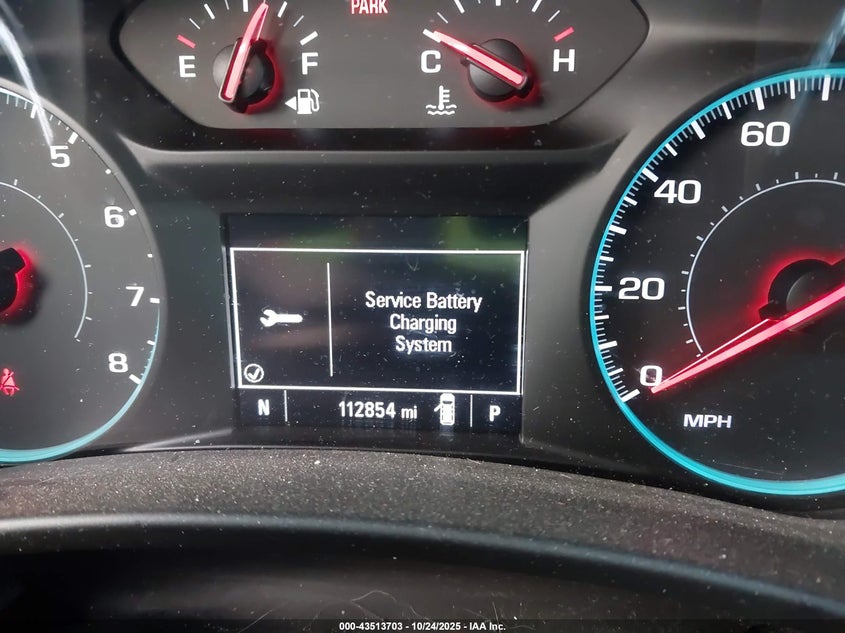 PARK
E
F
C
H
5
6
7
8
Service Battery
Charging
System
N
112854 mi
P
60
40
20
0
MPH
000-43513703 - 10/24/2025 - IAA Inc.